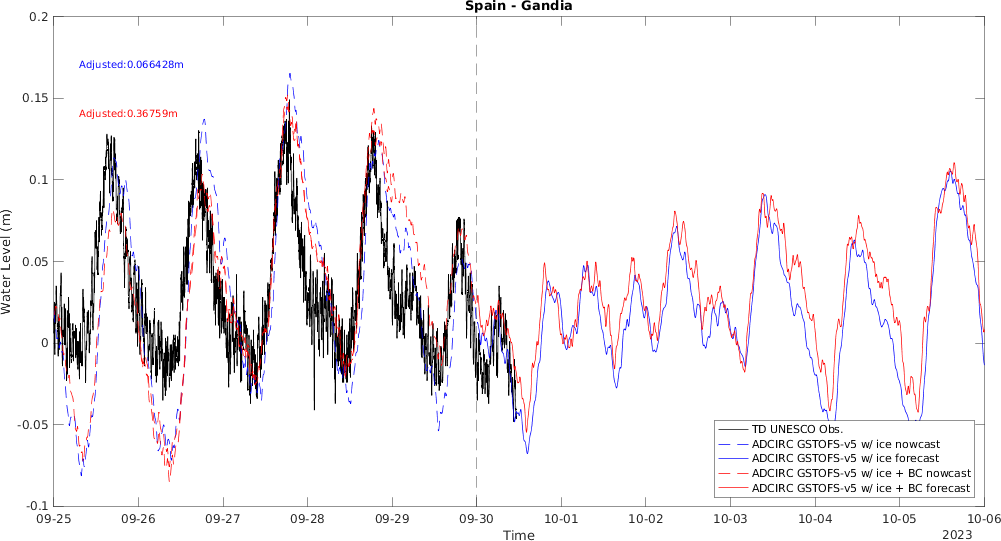 Spain - Gandia
0.2
Adjusted:0.066428m
0.15
Adjusted:0.36759m
0.1
0.05
0
-0.05
-0.1
Water Level (m)
TD UNESCO Obs.
ADCIRC GSTOFS-v5 w/ ice nowcast
ADCIRC GSTOFS-v5 w/ ice forecast
ADCIRC GSTOFS-v5 w/ ice + BC nowcast
ADCIRC GSTOFS-v5 w/ ice + BC forecast
09-25 09-26 09-27 09-28 09-29 09-30 10-01 10-02 10-03 10-04 10-05 10-06
Time
2023